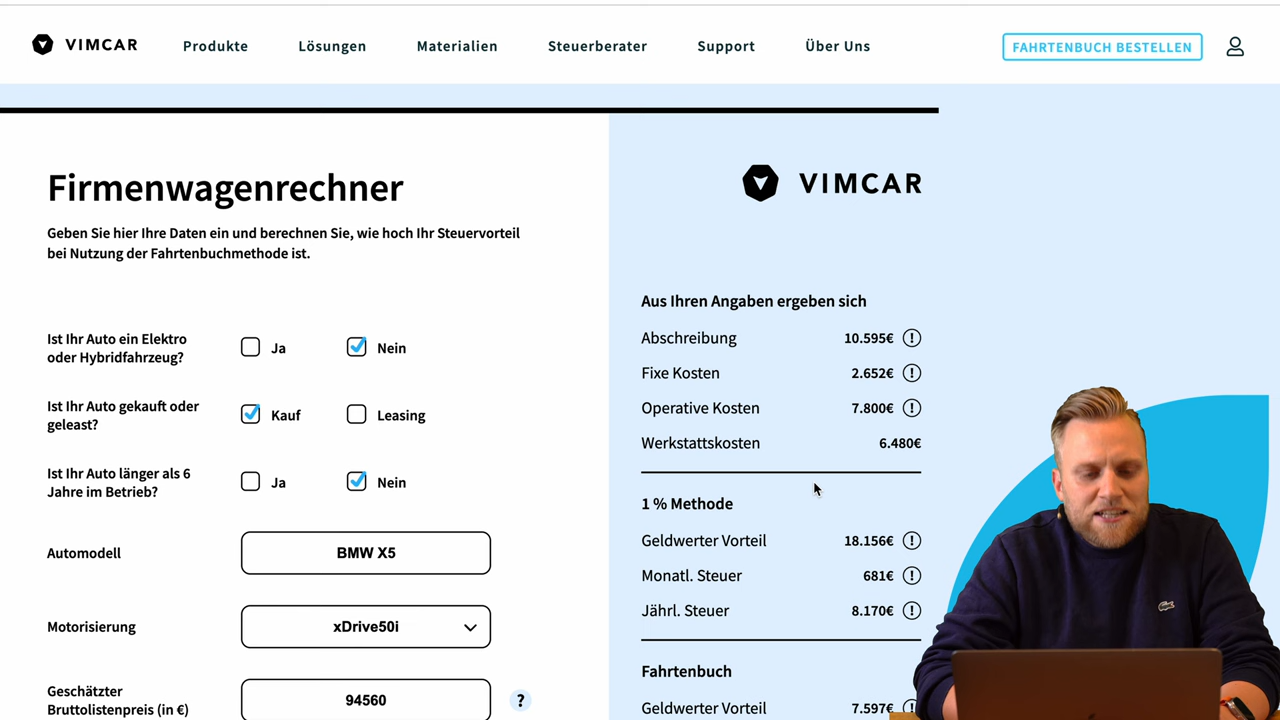 VIMCAR
Produkte
Lösungen
Materialien
Steuerberater
Support
Über Uns
FAHRTENBUCH BESTELLEN
Firmenwagenrechner
Geben Sie hier Ihre Daten ein und berechnen Sie, wie hoch Ihr Steuervorteil
bei Nutzung der Fahrtenbuchmethode ist.
Ist Ihr Auto ein Elektro
oder Hybridfahrzeug?
Ja
Nein
Ist Ihr Auto gekauft oder
geleast?
Kauf
Leasing
Ist Ihr Auto länger als 6
Jahre im Betrieb?
Ja
Nein
Automodell
BMW X5
Motorisierung
xDrive50i
Geschätzter
Bruttolistenpreis (in €)
94560
?
VIMCAR
Aus Ihren Angaben ergeben sich
Abschreibung 10.595€ !
Fixe Kosten 2.652€ !
Operative Kosten 7.800€ !
Werkstattskosten 6.480€
1 % Methode
Geldwerter Vorteil 18.156€ !
Monatl. Steuer 681€ !
Jährl. Steuer 8.170€ !
Fahrtenbuch
Geldwerter Vorteil 7.597€